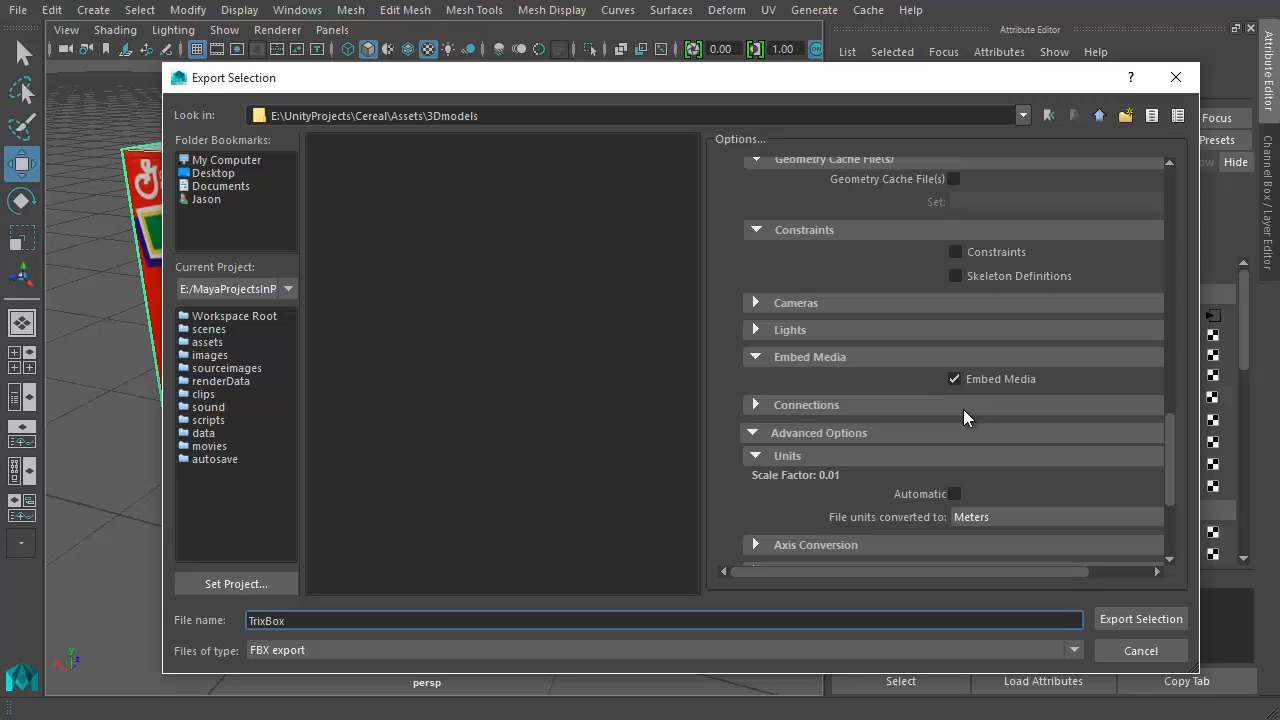 File Edit Create Select Modify Display Windows Mesh Edit Mesh Mesh Tools Mesh Display Curves Surfaces Deform UV Generate Cache Help
View Shading Lighting Show Renderer Panels
Attribute Editor
List Selected Focus Attributes Show Help
0.00 1.00
Export Selection ?
Look in: E:\UnityProjects\Cereal\Assets\3Dmodels
Folder Bookmarks:
My Computer
Desktop
Documents
Jason
Current Project:
E:/MayaProjectsInP
Workspace Root
scenes
assets
images
sourceimages
renderData
clips
sound
scripts
data
movies
autosave
Set Project...
Options...
Geometry Cache File(s)
Geometry Cache File(s)
Set:
Constraints
Constraints
Skeleton Definitions
Cameras
Lights
Embed Media
Embed Media
Connections
Advanced Options
Units
Scale Factor: 0.01
Automatic
File units converted to: Meters
Axis Conversion
File name: TrixBox
Export Selection
Files of type: FBX export
Cancel
Focus
Presets
Hide
Attribute Editor
Channel Box / Layer Editor
persp
y
z
Select Load Attributes Copy Tab